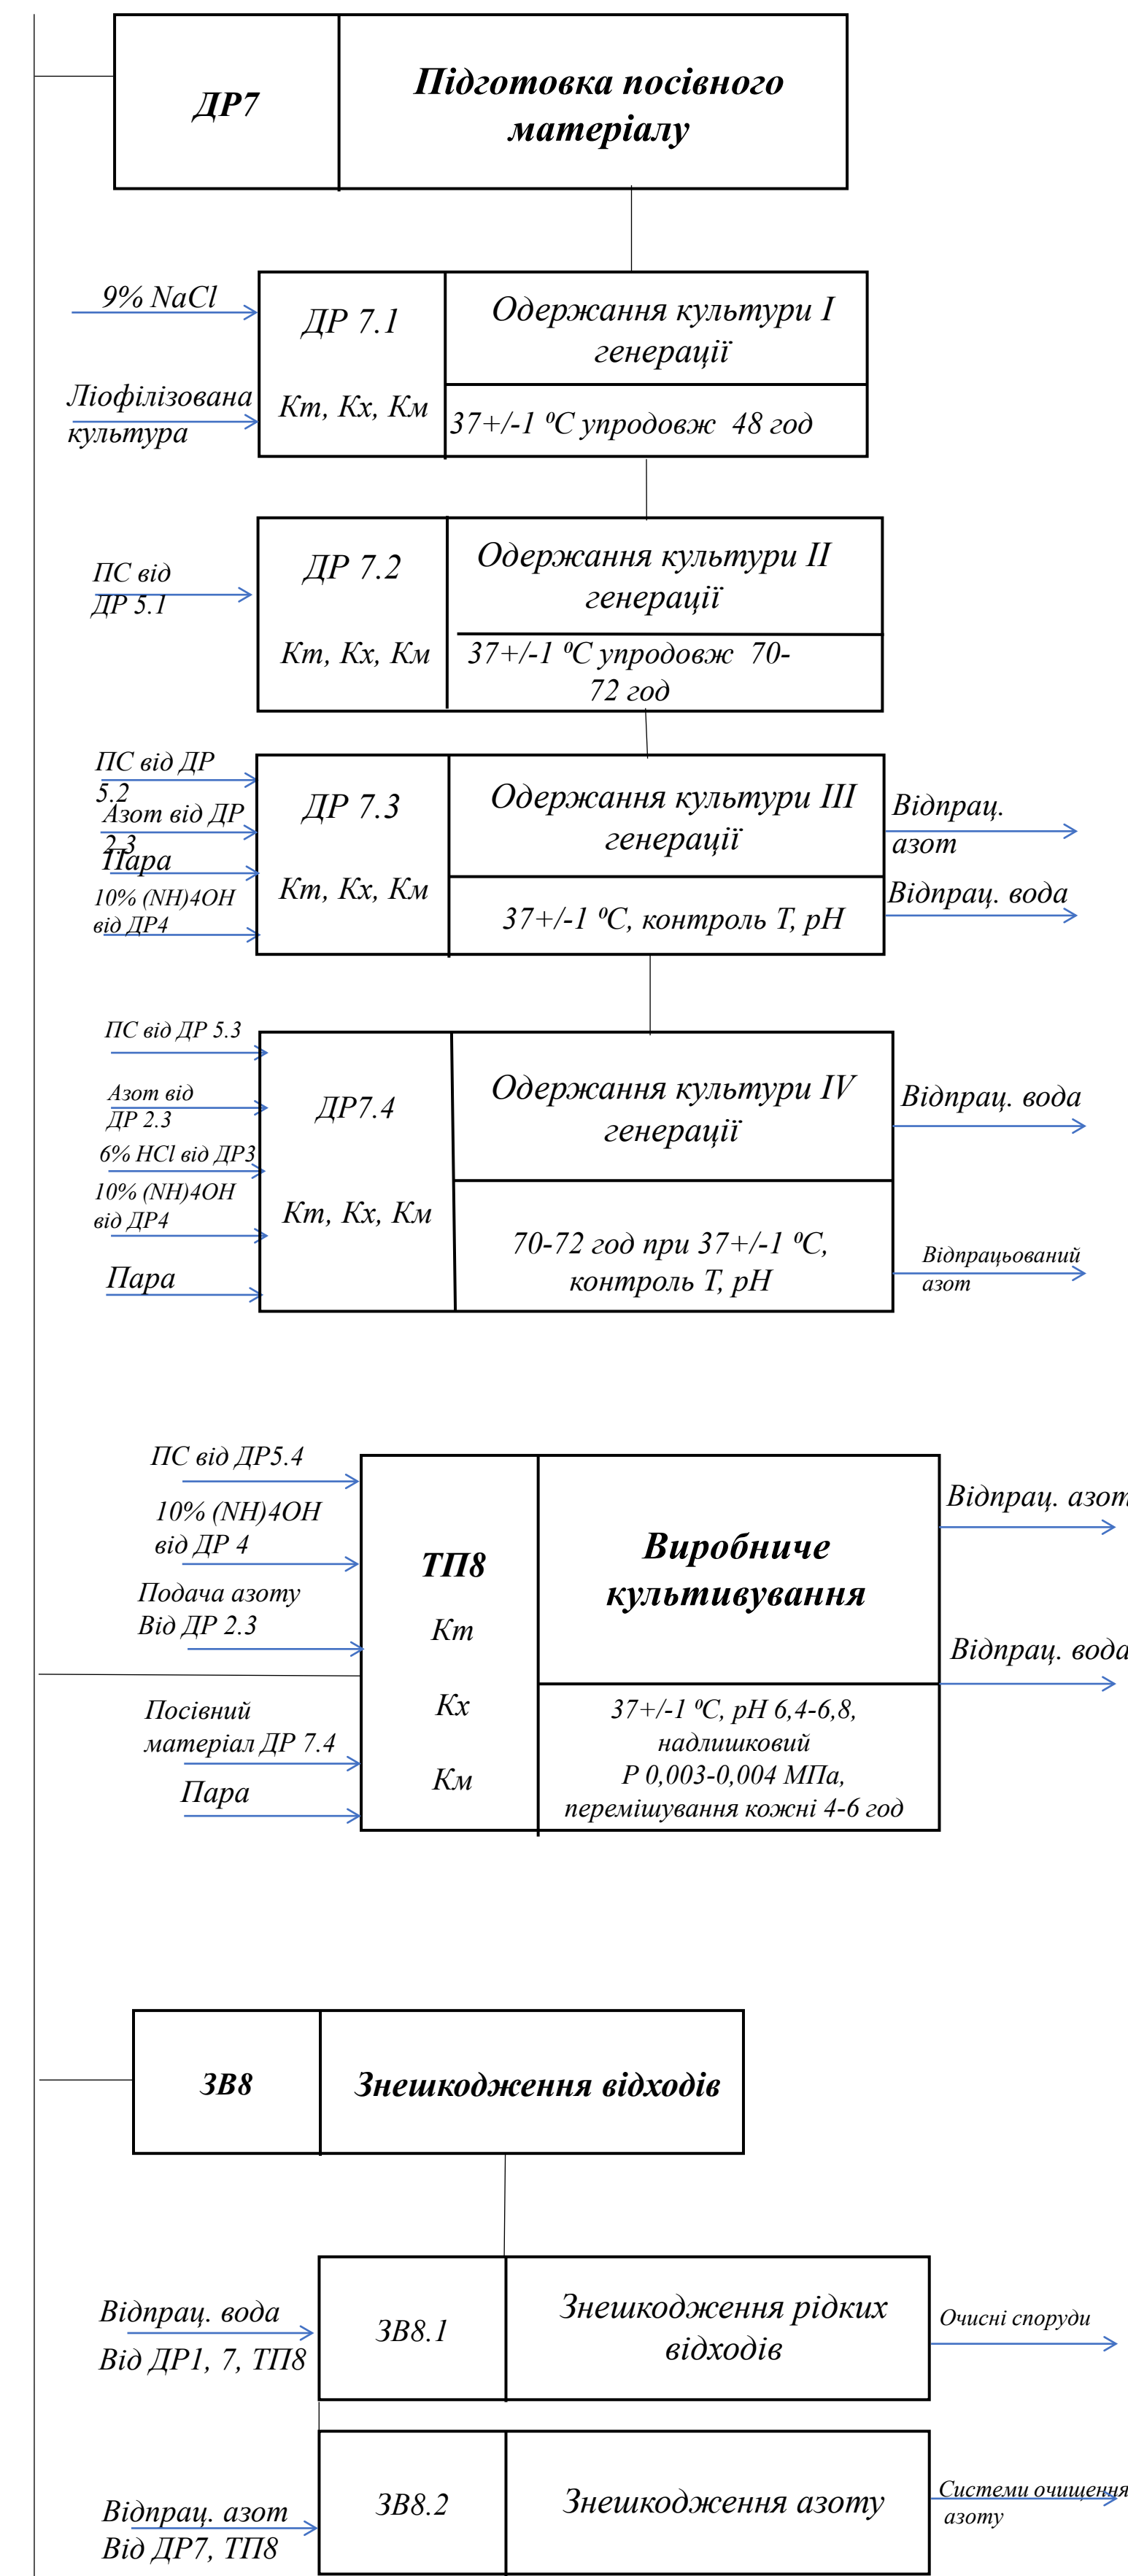 ДР7
Підготовка посівного
матеріалу
9% NaCl
Ліофілізована
культура
ДР 7.1
Кт, Кх, Км
Одержання культури I
генерації
37+/-1 ⁰С упродовж 48 год
ПС від
ДР 5.1
ДР 7.2
Кт, Кх, Км
Одержання культури II
генерації
37+/-1 ⁰С упродовж 70-
72 год
ПС від ДР
5.2
Азот від ДР
2.3
Пара
10% (NH)4OH
від ДР4
ДР 7.3
Кт, Кх, Км
Одержання культури III
генерації
37+/-1 ⁰С, контроль Т, рН
Відпрац.
азот
Відпрац. вода
ПС від ДР 5.3
Азот від
ДР 2.3
6% HCl від ДР3
10% (NH)4OH
від ДР4
Пара
ДР7.4
Кт, Кх, Км
Одержання культури IV
генерації
70-72 год при 37+/-1 ⁰С,
контроль Т, рН
Відпрац. вода
Відпрацьований
азот
ПС від ДР5.4
10% (NH)4OH
від ДР 4
Подача азоту
Від ДР 2.3
Посівний
матеріал ДР 7.4
Пара
ТП8
Кт
Кх
Км
Виробниче
культивування
37+/-1 ⁰С, рН 6,4-6,8,
надлишковий
Р 0,003-0,004 МПа,
перемішування кожні 4-6 год
Відпрац. азот
Відпрац. вода
ЗВ8
Знешкодження відходів
Відпрац. вода
Від ДР1, 7, ТП8
ЗВ8.1
Знешкодження рідких
відходів
Очисні споруди
Відпрац. азот
Від ДР7, ТП8
ЗВ8.2
Знешкодження азоту
Системи очищення
азоту